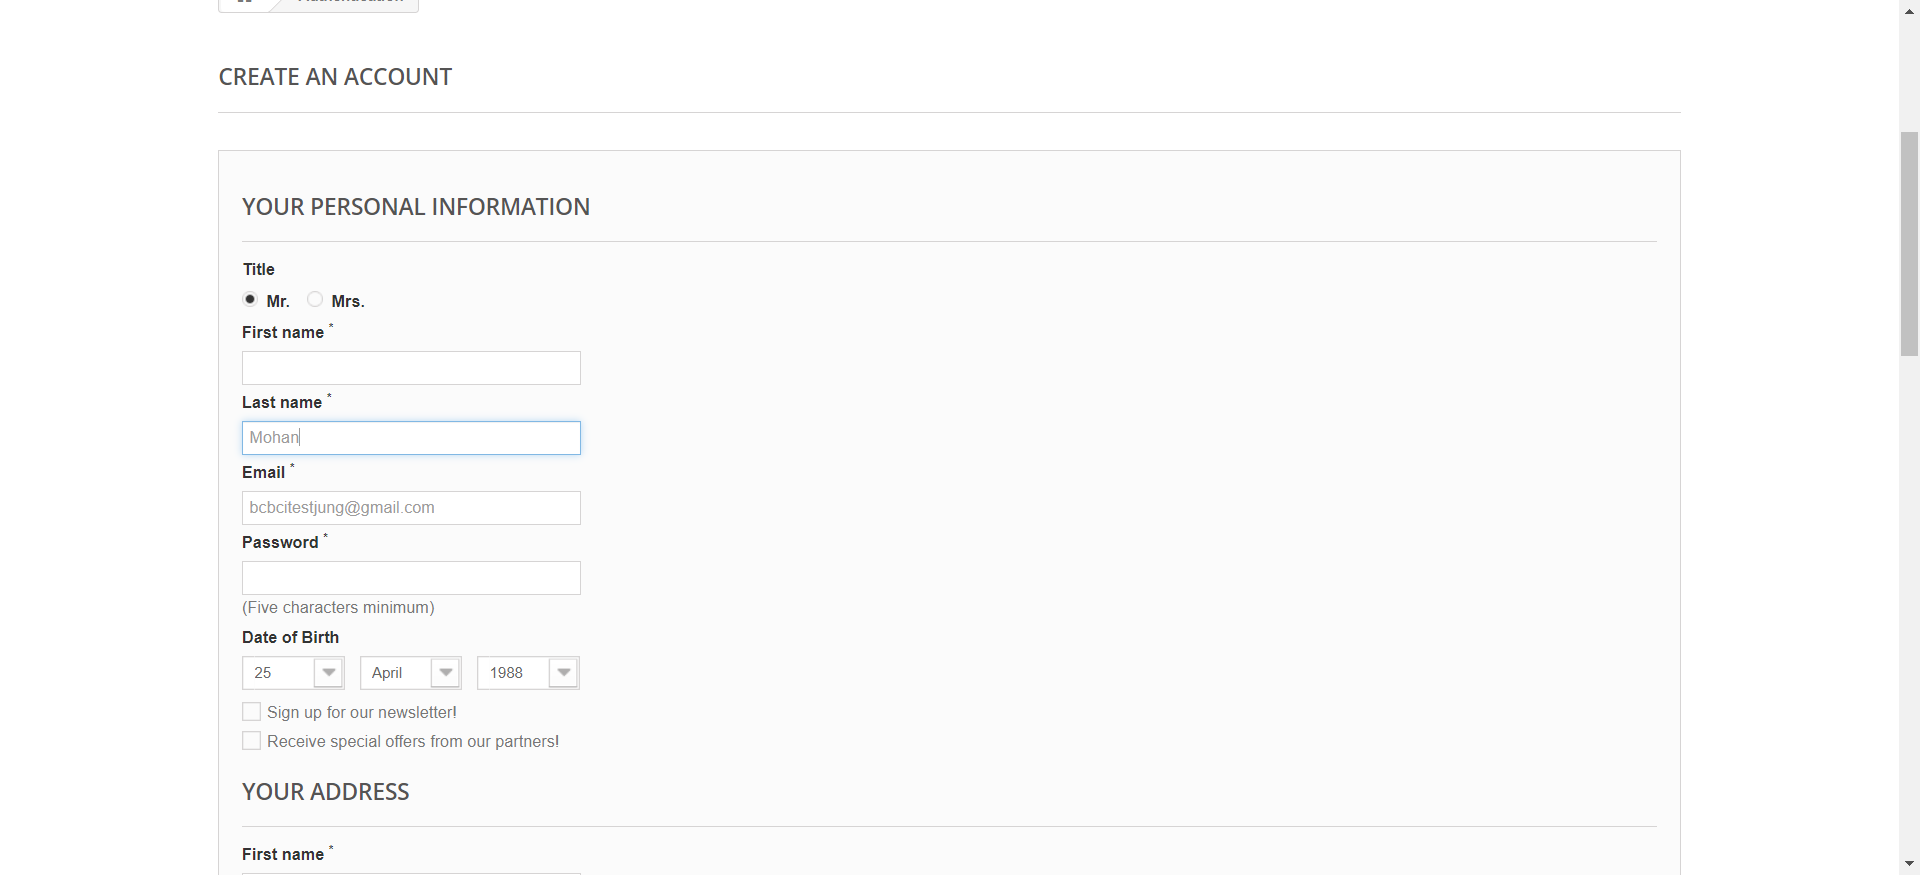 CREATE AN ACCOUNT
YOUR PERSONAL INFORMATION
Title
Mr. Mrs.
First name *
Last name *
Mohan
Email *
bcbcitestjung@gmail.com
Password *
(Five characters minimum)
Date of Birth
25 April 1988
Sign up for our newsletter!
Receive special offers from our partners!
YOUR ADDRESS
First name *